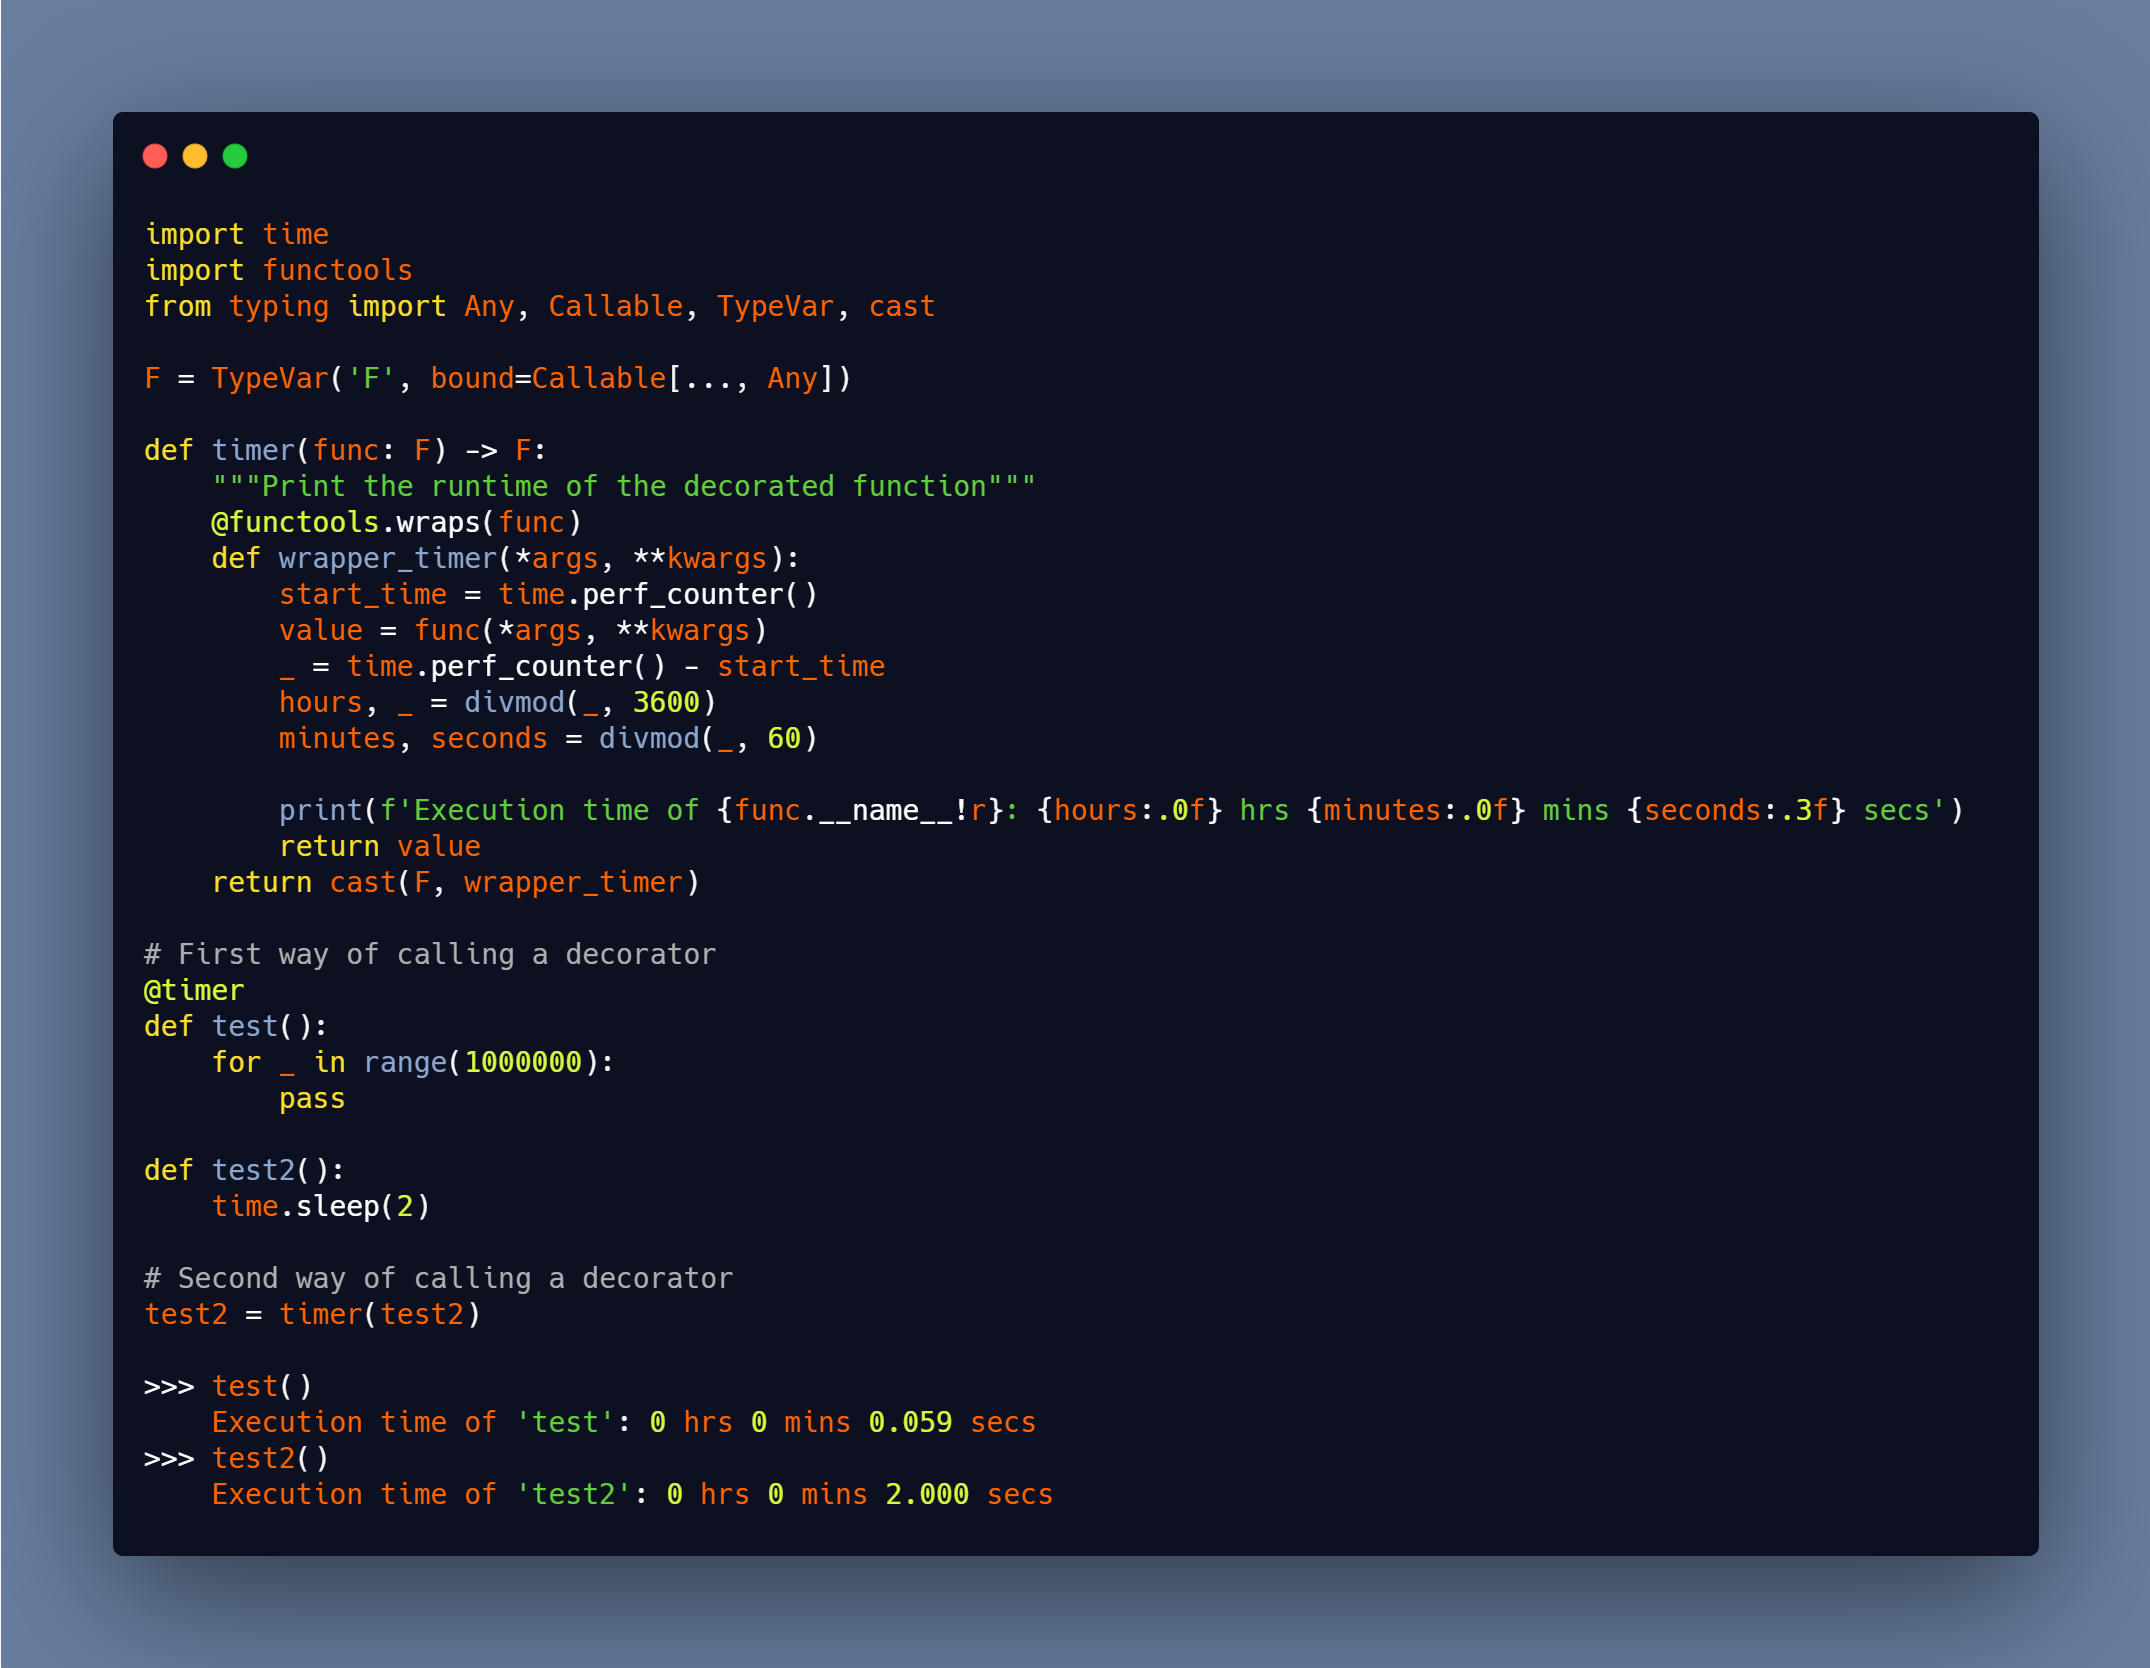 import time
import functools
from typing import Any, Callable, TypeVar, cast

F = TypeVar('F', bound=Callable[..., Any])

def timer(func: F) -> F:
    """Print the runtime of the decorated function"""
    @functools.wraps(func)
    def wrapper_timer(*args, **kwargs):
        start_time = time.perf_counter()
        value = func(*args, **kwargs)
        _ = time.perf_counter() - start_time
        hours, _ = divmod(_, 3600)
        minutes, seconds = divmod(_, 60)

        print(f'Execution time of {func.__name__!r}: {hours:.0f} hrs {minutes:.0f} mins {seconds:.3f} secs')
        return value
    return cast(F, wrapper_timer)

# First way of calling a decorator
@timer
def test():
    for _ in range(1000000):
        pass

def test2():
    time.sleep(2)

# Second way of calling a decorator
test2 = timer(test2)

>>> test()
    Execution time of 'test': 0 hrs 0 mins 0.059 secs
>>> test2()
    Execution time of 'test2': 0 hrs 0 mins 2.000 secs